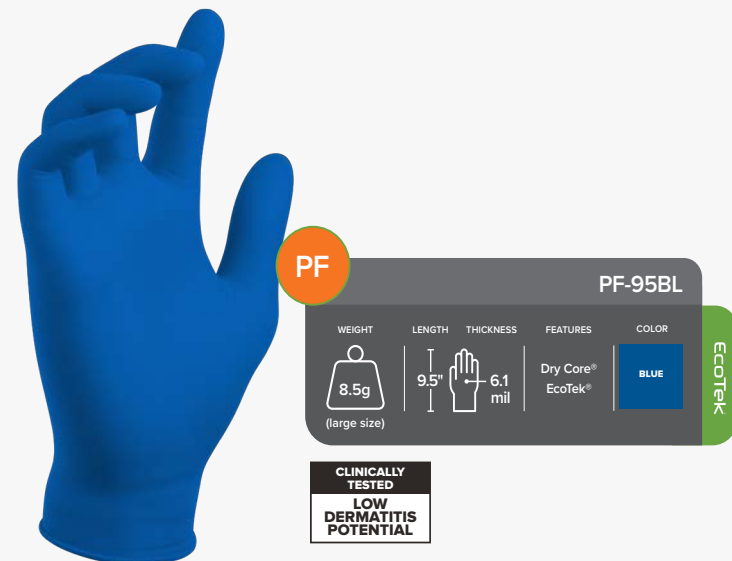 PF
PF-95BL
WEIGHT
8.5g
(large size)
LENGTH
9.5"
THICKNESS
6.1
mil
FEATURES
Dry Core®
EcoTek®
COLOR
BLUE
EcoTek
CLINICALLY
TESTED
LOW
DERMATITIS
POTENTIAL